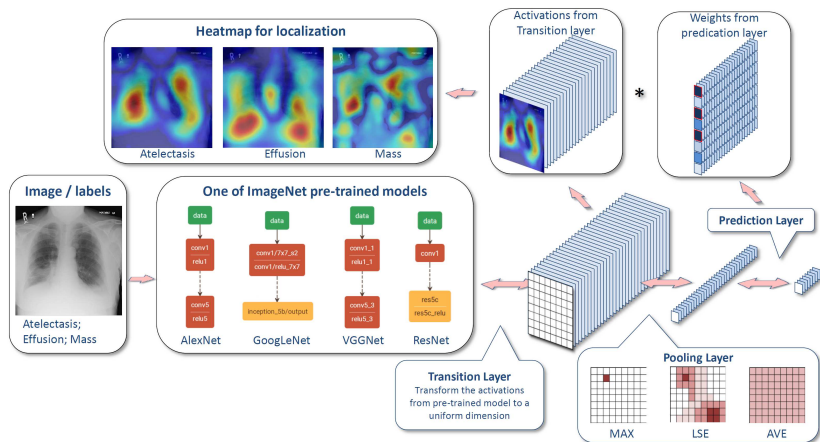 Heatmap for localization
Atelectasis
Effusion
Mass
Activations from
Transition layer
*
Weights from
predication layer
Image / labels
Atelectasis;
Effusion; Mass
One of ImageNet pre-trained models
data
data
data
data
conv1
relu1
conv1/7x7_s2
conv1/relu_7x7
conv1_1
relu1_1
conv1
conv5
relu5
inception_5b/output
conv5_3
relu5_3
res5c
res5c_relu
AlexNet
GoogLeNet
VGGNet
ResNet
Prediction Layer
Transition Layer
Transform the activations
from pre-trained model to a
uniform dimension
Pooling Layer
MAX
LSE
AVE